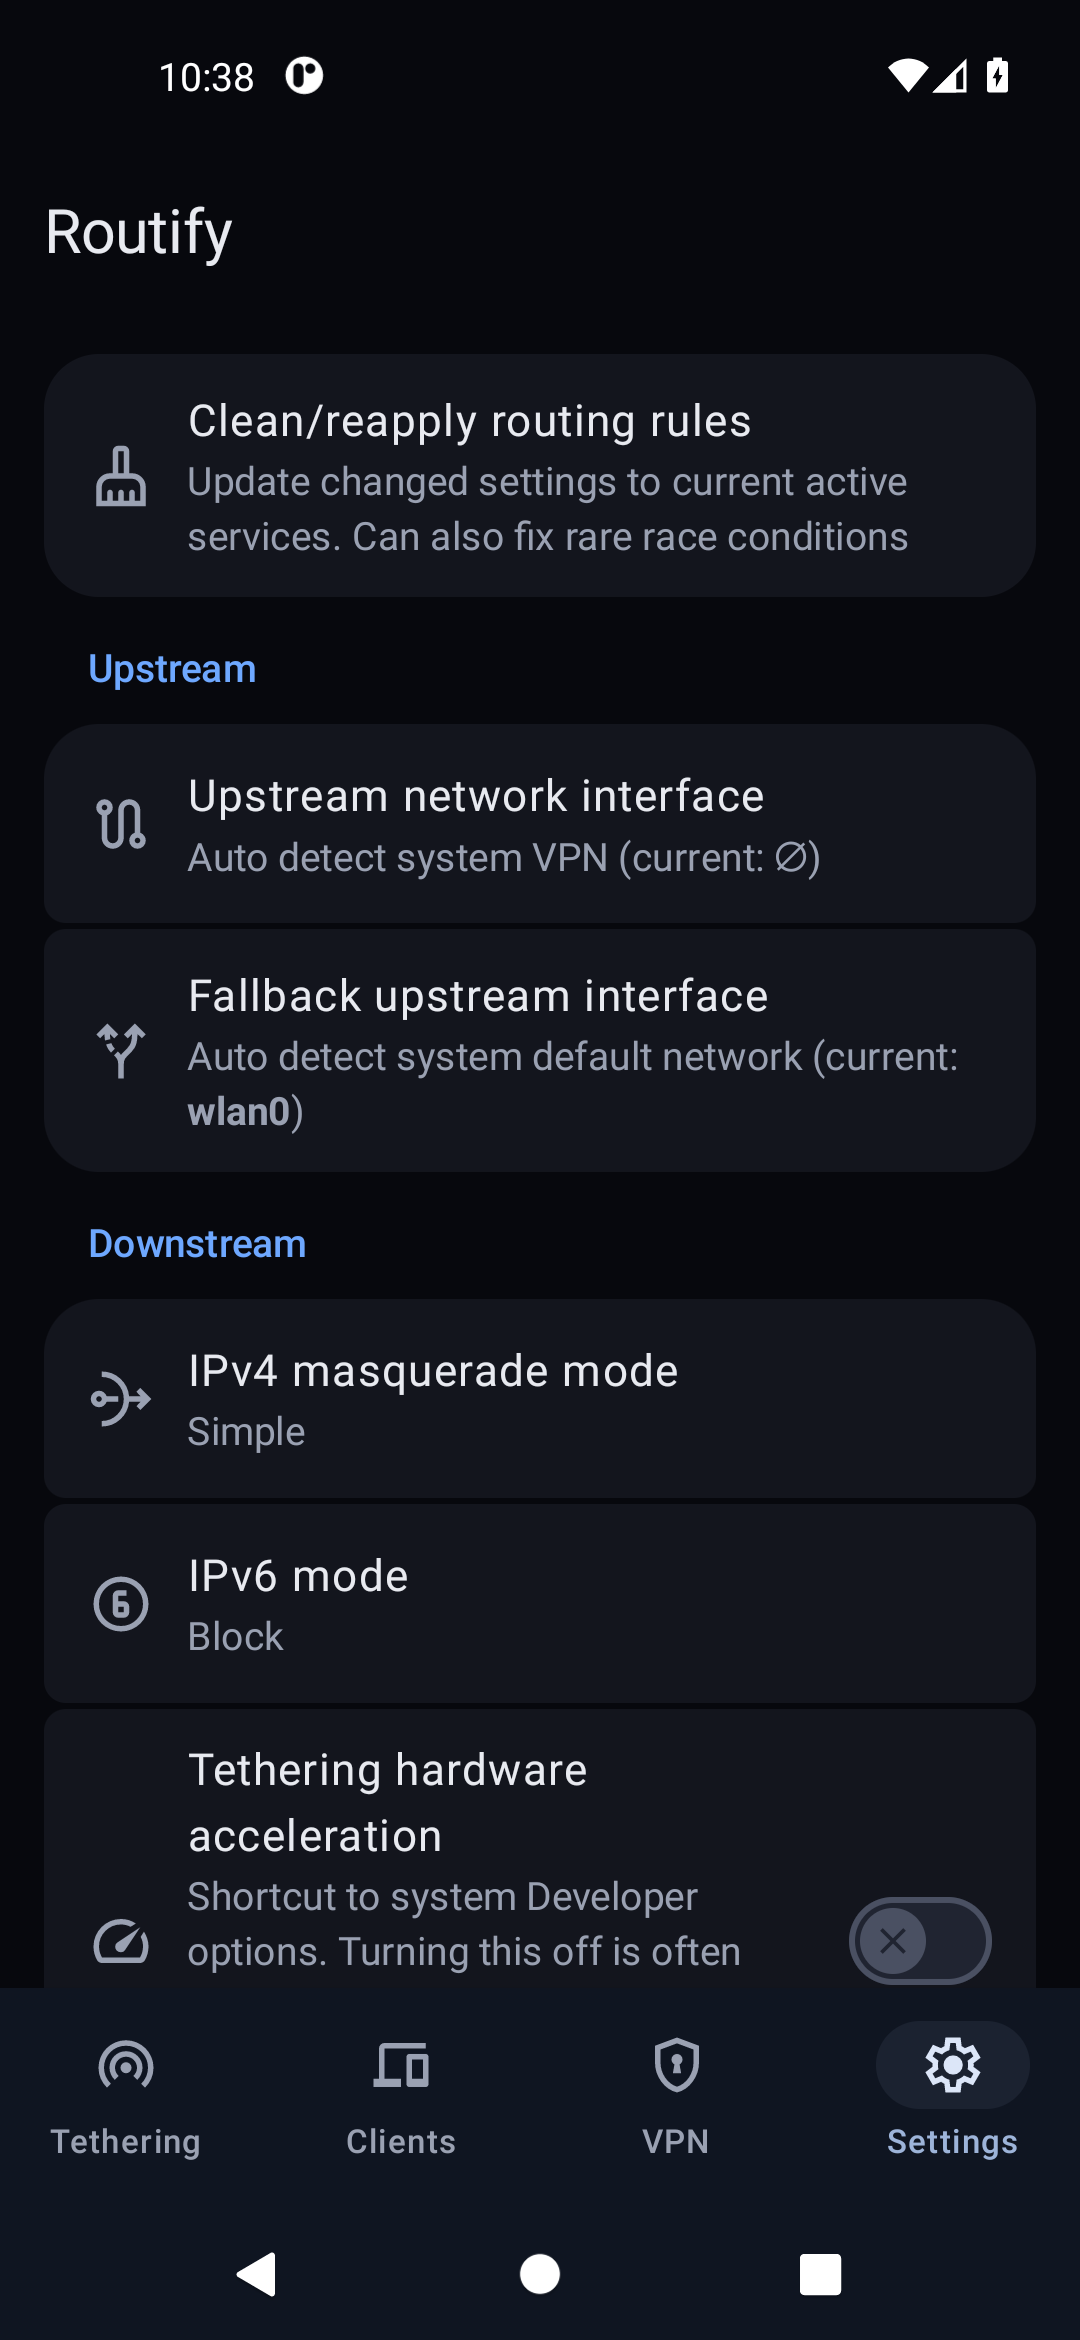 10:38
Routify
Clean/reapply routing rules
Update changed settings to current active
services. Can also fix rare race conditions
Upstream
Upstream network interface
Auto detect system VPN (current: ∅)
Fallback upstream interface
Auto detect system default network (current:
wlan0)
Downstream
IPv4 masquerade mode
Simple
IPv6 mode
Block
Tethering hardware
acceleration
Shortcut to system Developer
options. Turning this off is often
Tethering
Clients
VPN
Settings